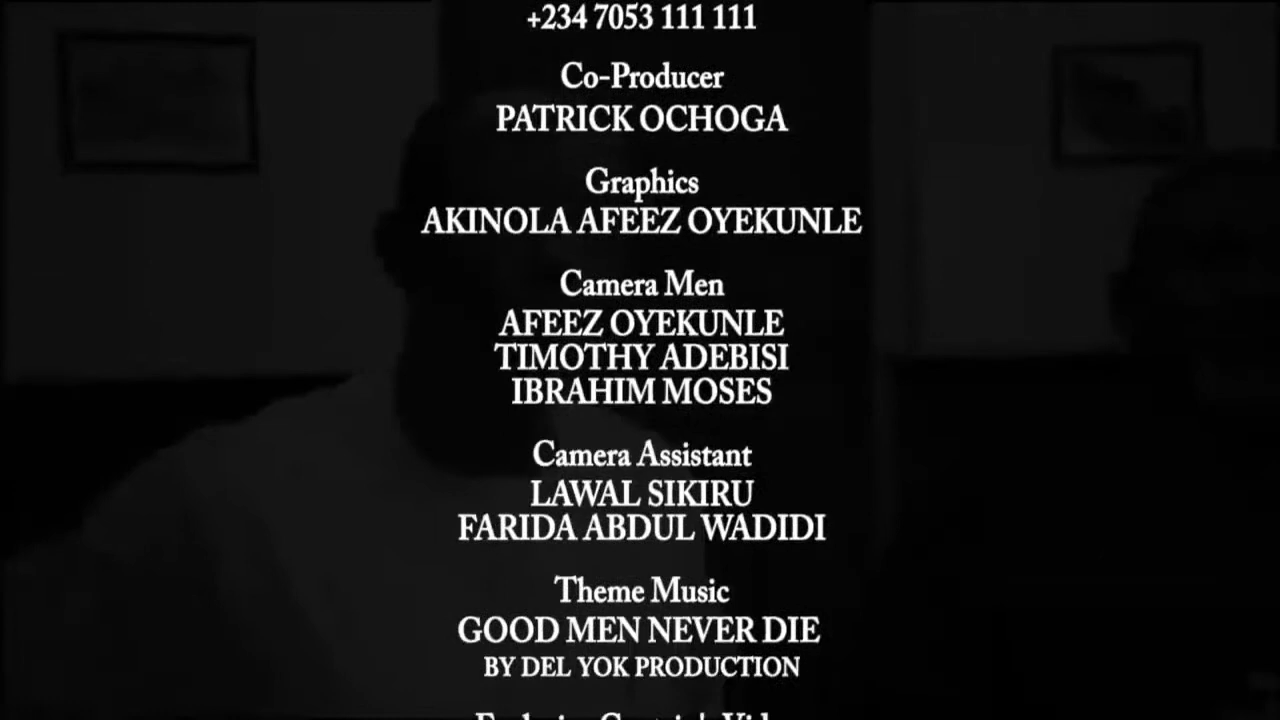 +234 7053 111 111
Co-Producer
PATRICK OCHOGA
Graphics
AKINOLA AFEEZ OYEKUNLE
Camera Men
AFEEZ OYEKUNLE
TIMOTHY ADEBISI
IBRAHIM MOSES
Camera Assistant
LAWAL SIKIRU
FARIDA ABDUL WADIDI
Theme Music
GOOD MEN NEVER DIE
BY DEL YOK PRODUCTION